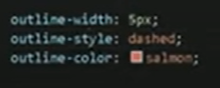 outline-width: 5px;
outline-style: dashed;
outline-color: salmon;